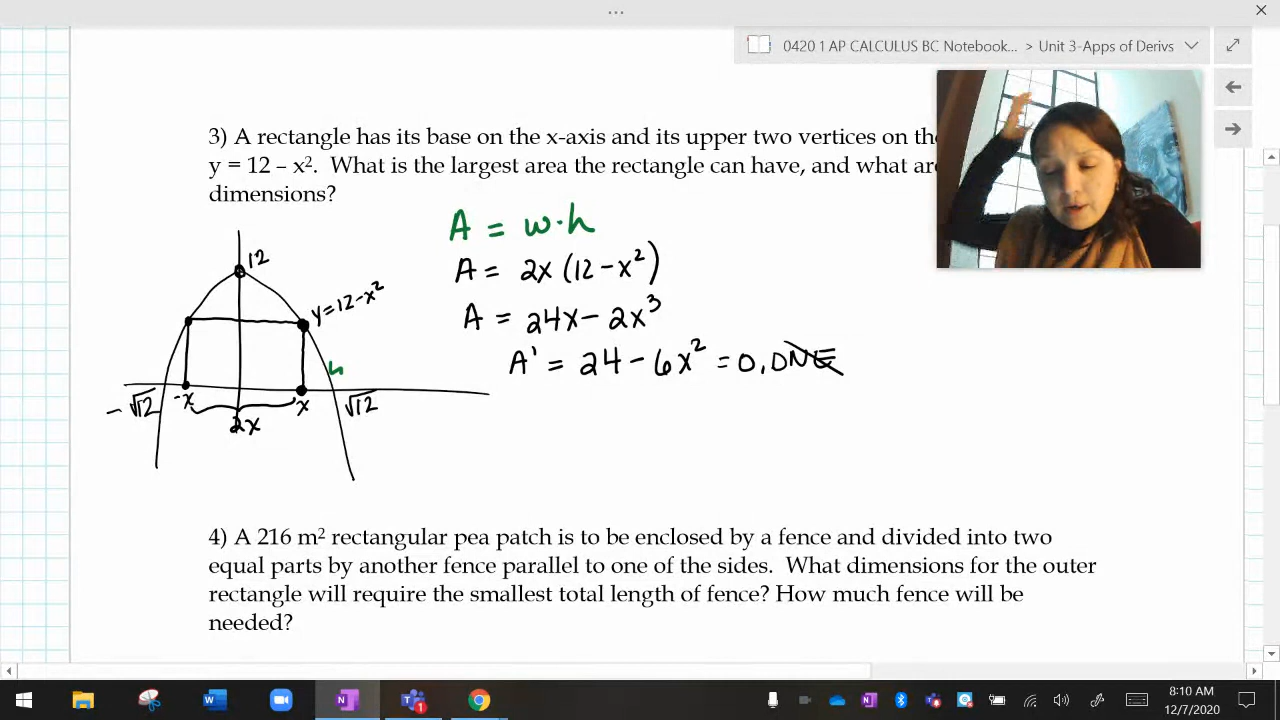 0420 1 AP CALCULUS BC Notebook... > Unit 3-Apps of Derivs
3) A rectangle has its base on the x-axis and its upper two vertices on the
y = 12 – x². What is the largest area the rectangle can have, and what are
dimensions?
A = w·h
A = 2x (12 - x²)
A = 24x - 2x³
A' = 24 - 6x² = 0, DNE
12
y = 12 - x²
h
-√12
-x
2x
x
√12
4) A 216 m² rectangular pea patch is to be enclosed by a fence and divided into two
equal parts by another fence parallel to one of the sides. What dimensions for the outer
rectangle will require the smallest total length of fence? How much fence will be
needed?
8:10 AM
12/7/2020